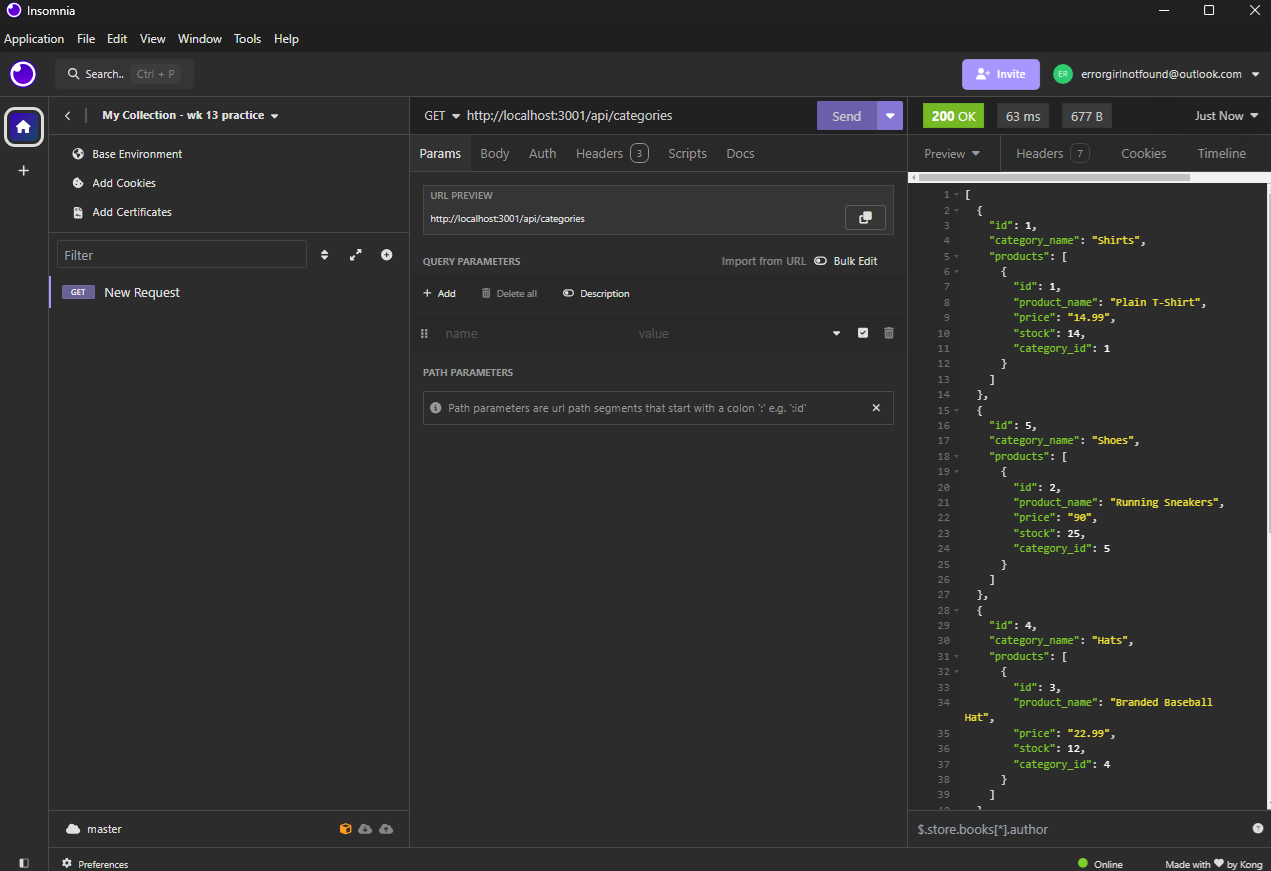 Insomnia
Application File Edit View Window Tools Help
Search.. Ctrl + P
Invite
ER
errorgirlnotfound@outlook.com
My Collection - wk 13 practice
Base Environment
Add Cookies
Add Certificates
Filter
GET New Request
master
Preferences
GET http://localhost:3001/api/categories
Send
Params Body Auth Headers 3 Scripts Docs
URL PREVIEW
http://localhost:3001/api/categories
QUERY PARAMETERS
Import from URL Bulk Edit
+ Add Delete all Description
name value
PATH PARAMETERS
Path parameters are url path segments that start with a colon ':' e.g. ':id'
200 OK 63 ms 677 B Just Now
Preview Headers 7 Cookies Timeline
1 [
2 {
3 "id": 1,
4 "category_name": "Shirts",
5 "products": [
6 {
7 "id": 1,
8 "product_name": "Plain T-Shirt",
9 "price": "14.99",
10 "stock": 14,
11 "category_id": 1
12 }
13 ]
14 },
15 {
16 "id": 5,
17 "category_name": "Shoes",
18 "products": [
19 {
20 "id": 2,
21 "product_name": "Running Sneakers",
22 "price": "90",
23 "stock": 25,
24 "category_id": 5
25 }
26 ]
27 },
28 {
29 "id": 4,
30 "category_name": "Hats",
31 "products": [
32 {
33 "id": 3,
34 "product_name": "Branded Baseball
Hat",
35 "price": "22.99",
36 "stock": 12,
37 "category_id": 4
38 }
39 ]
$.store.books[*].author
Online
Made with ♥ by Kong